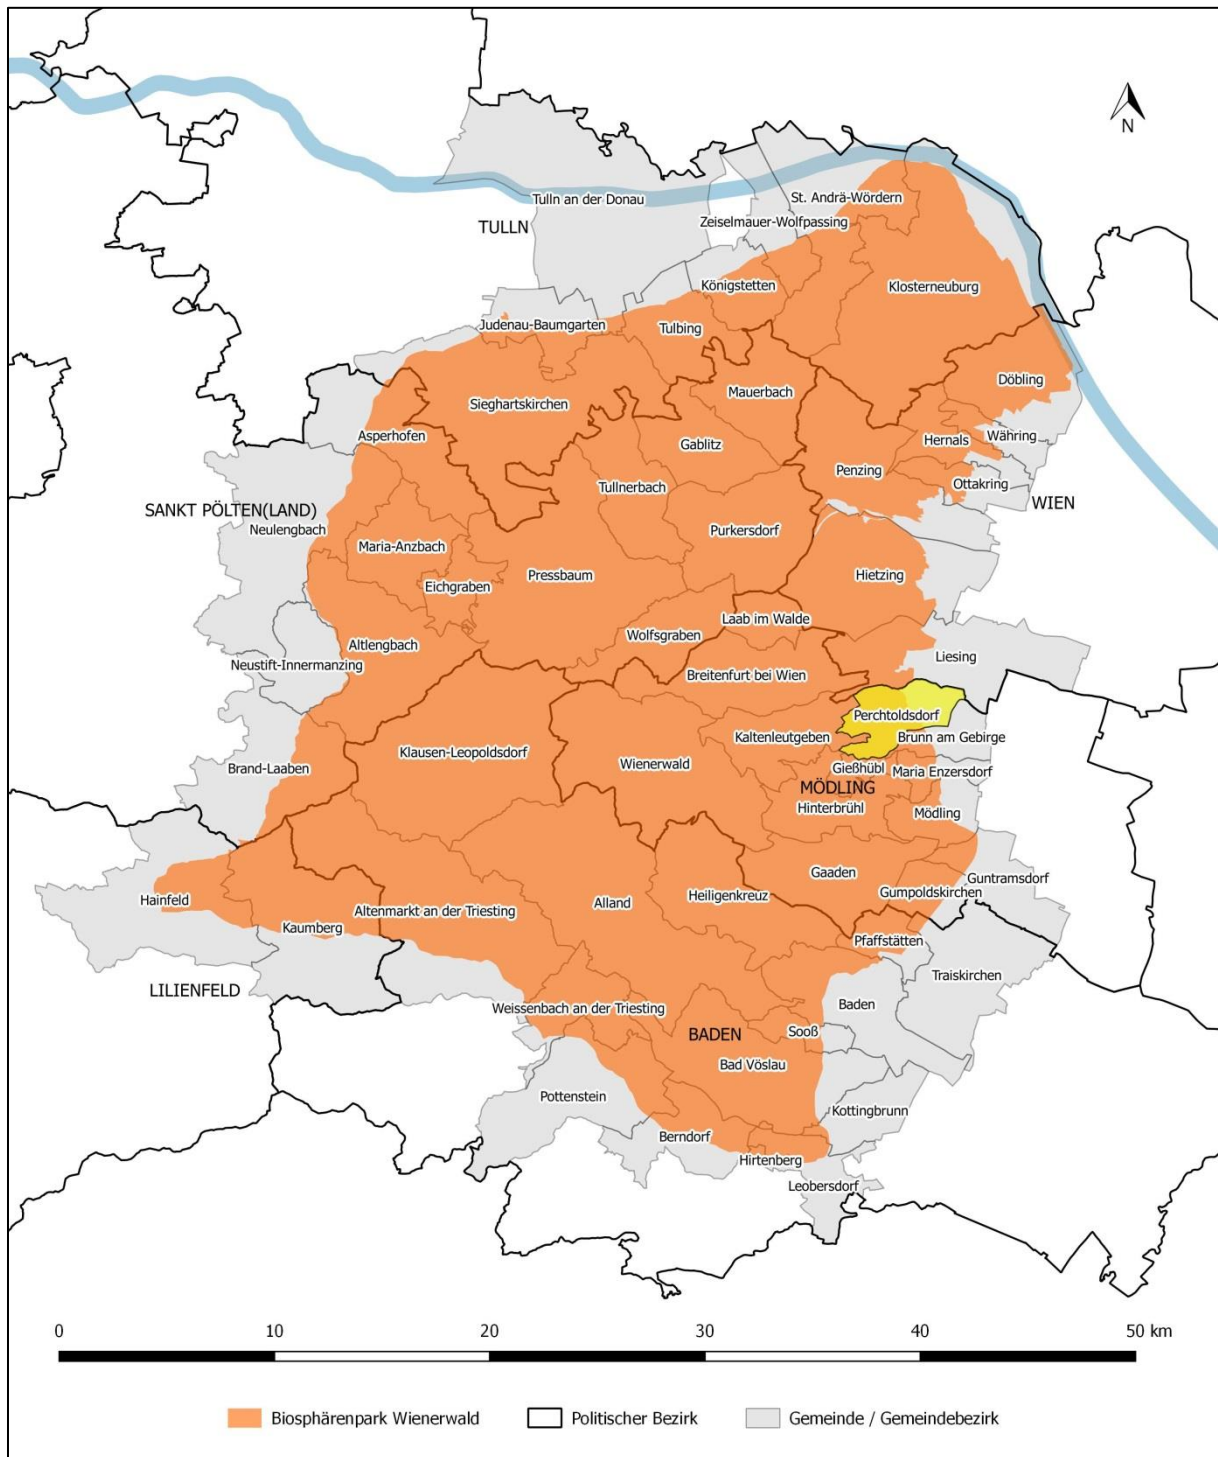 N
Tulln an der Donau
St. Andrä-Wördern
Zeiselmauer-Wolfpassing
TULLN
Königstetten
Klosterneuburg
Judenau-Baumgarten
Tulbing
Döbling
Mauerbach
Sieghartskirchen
Asperhofen
Gablitz
Hernals
Währing
Penzing
Ottakring
Tullnerbach
SANKT PÖLTEN(LAND)
WIEN
Neulengbach
Purkersdorf
Maria-Anzbach
Pressbaum
Hietzing
Eichgraben
Laab im Walde
Wolfsgraben
Altlengbach
Liesing
Neustift-Innermanzing
Breitenfurt bei Wien
Perchtoldsdorf
Kaltenleutgeben
Brunn am Gebirge
Klausen-Leopoldsdorf
Wienerwald
Brand-Laaben
Gießhübl
Maria Enzersdorf
MÖDLING
Hinterbrühl
Mödling
Gaaden
Guntramsdorf
Gumpoldskirchen
Heiligenkreuz
Hainfeld
Alland
Altenmarkt an der Triesting
Kaumberg
Pfaffstätten
Traiskirchen
LILIENFELD
Weissenbach an der Triesting
Baden
BADEN
Sooß
Bad Vöslau
Pottenstein
Kottingbrunn
Berndorf
Hirtenberg
Leobersdorf
0 10 20 30 40 50 km
Biosphärenpark Wienerwald Politischer Bezirk Gemeinde / Gemeindebezirk